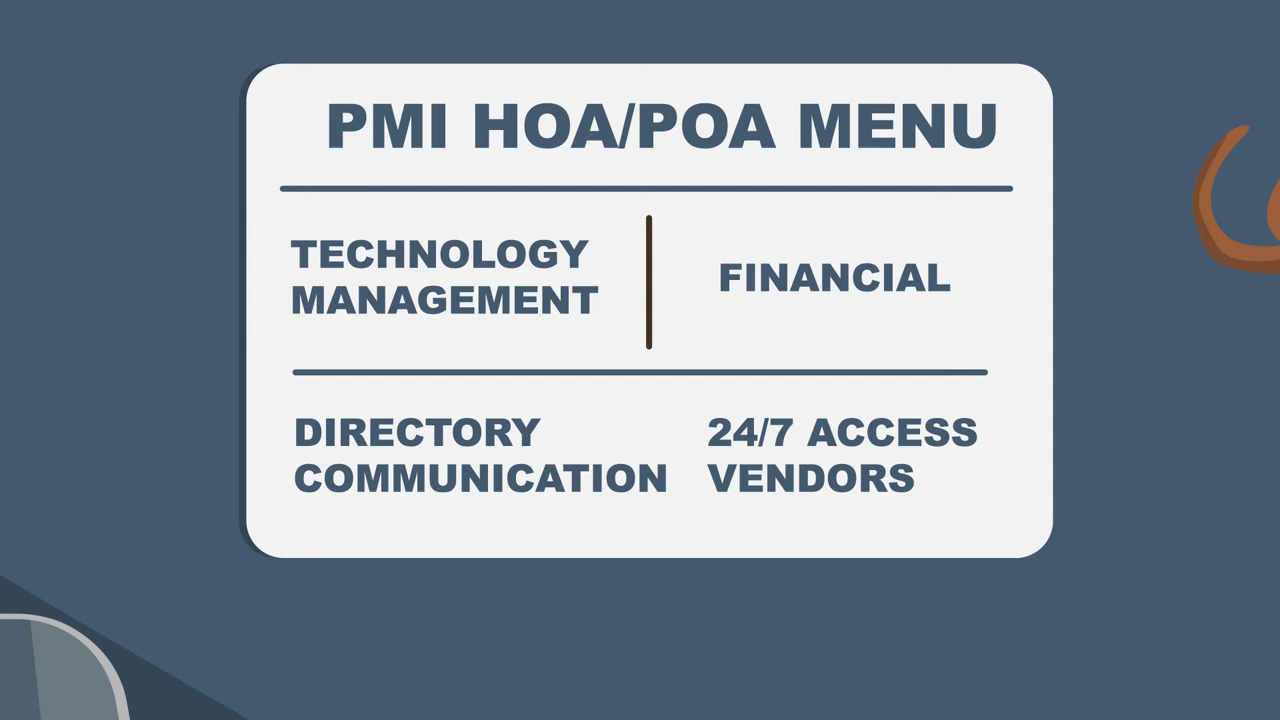 PMI HOA/POA MENU
TECHNOLOGY
MANAGEMENT
FINANCIAL
DIRECTORY
COMMUNICATION
24/7 ACCESS
VENDORS